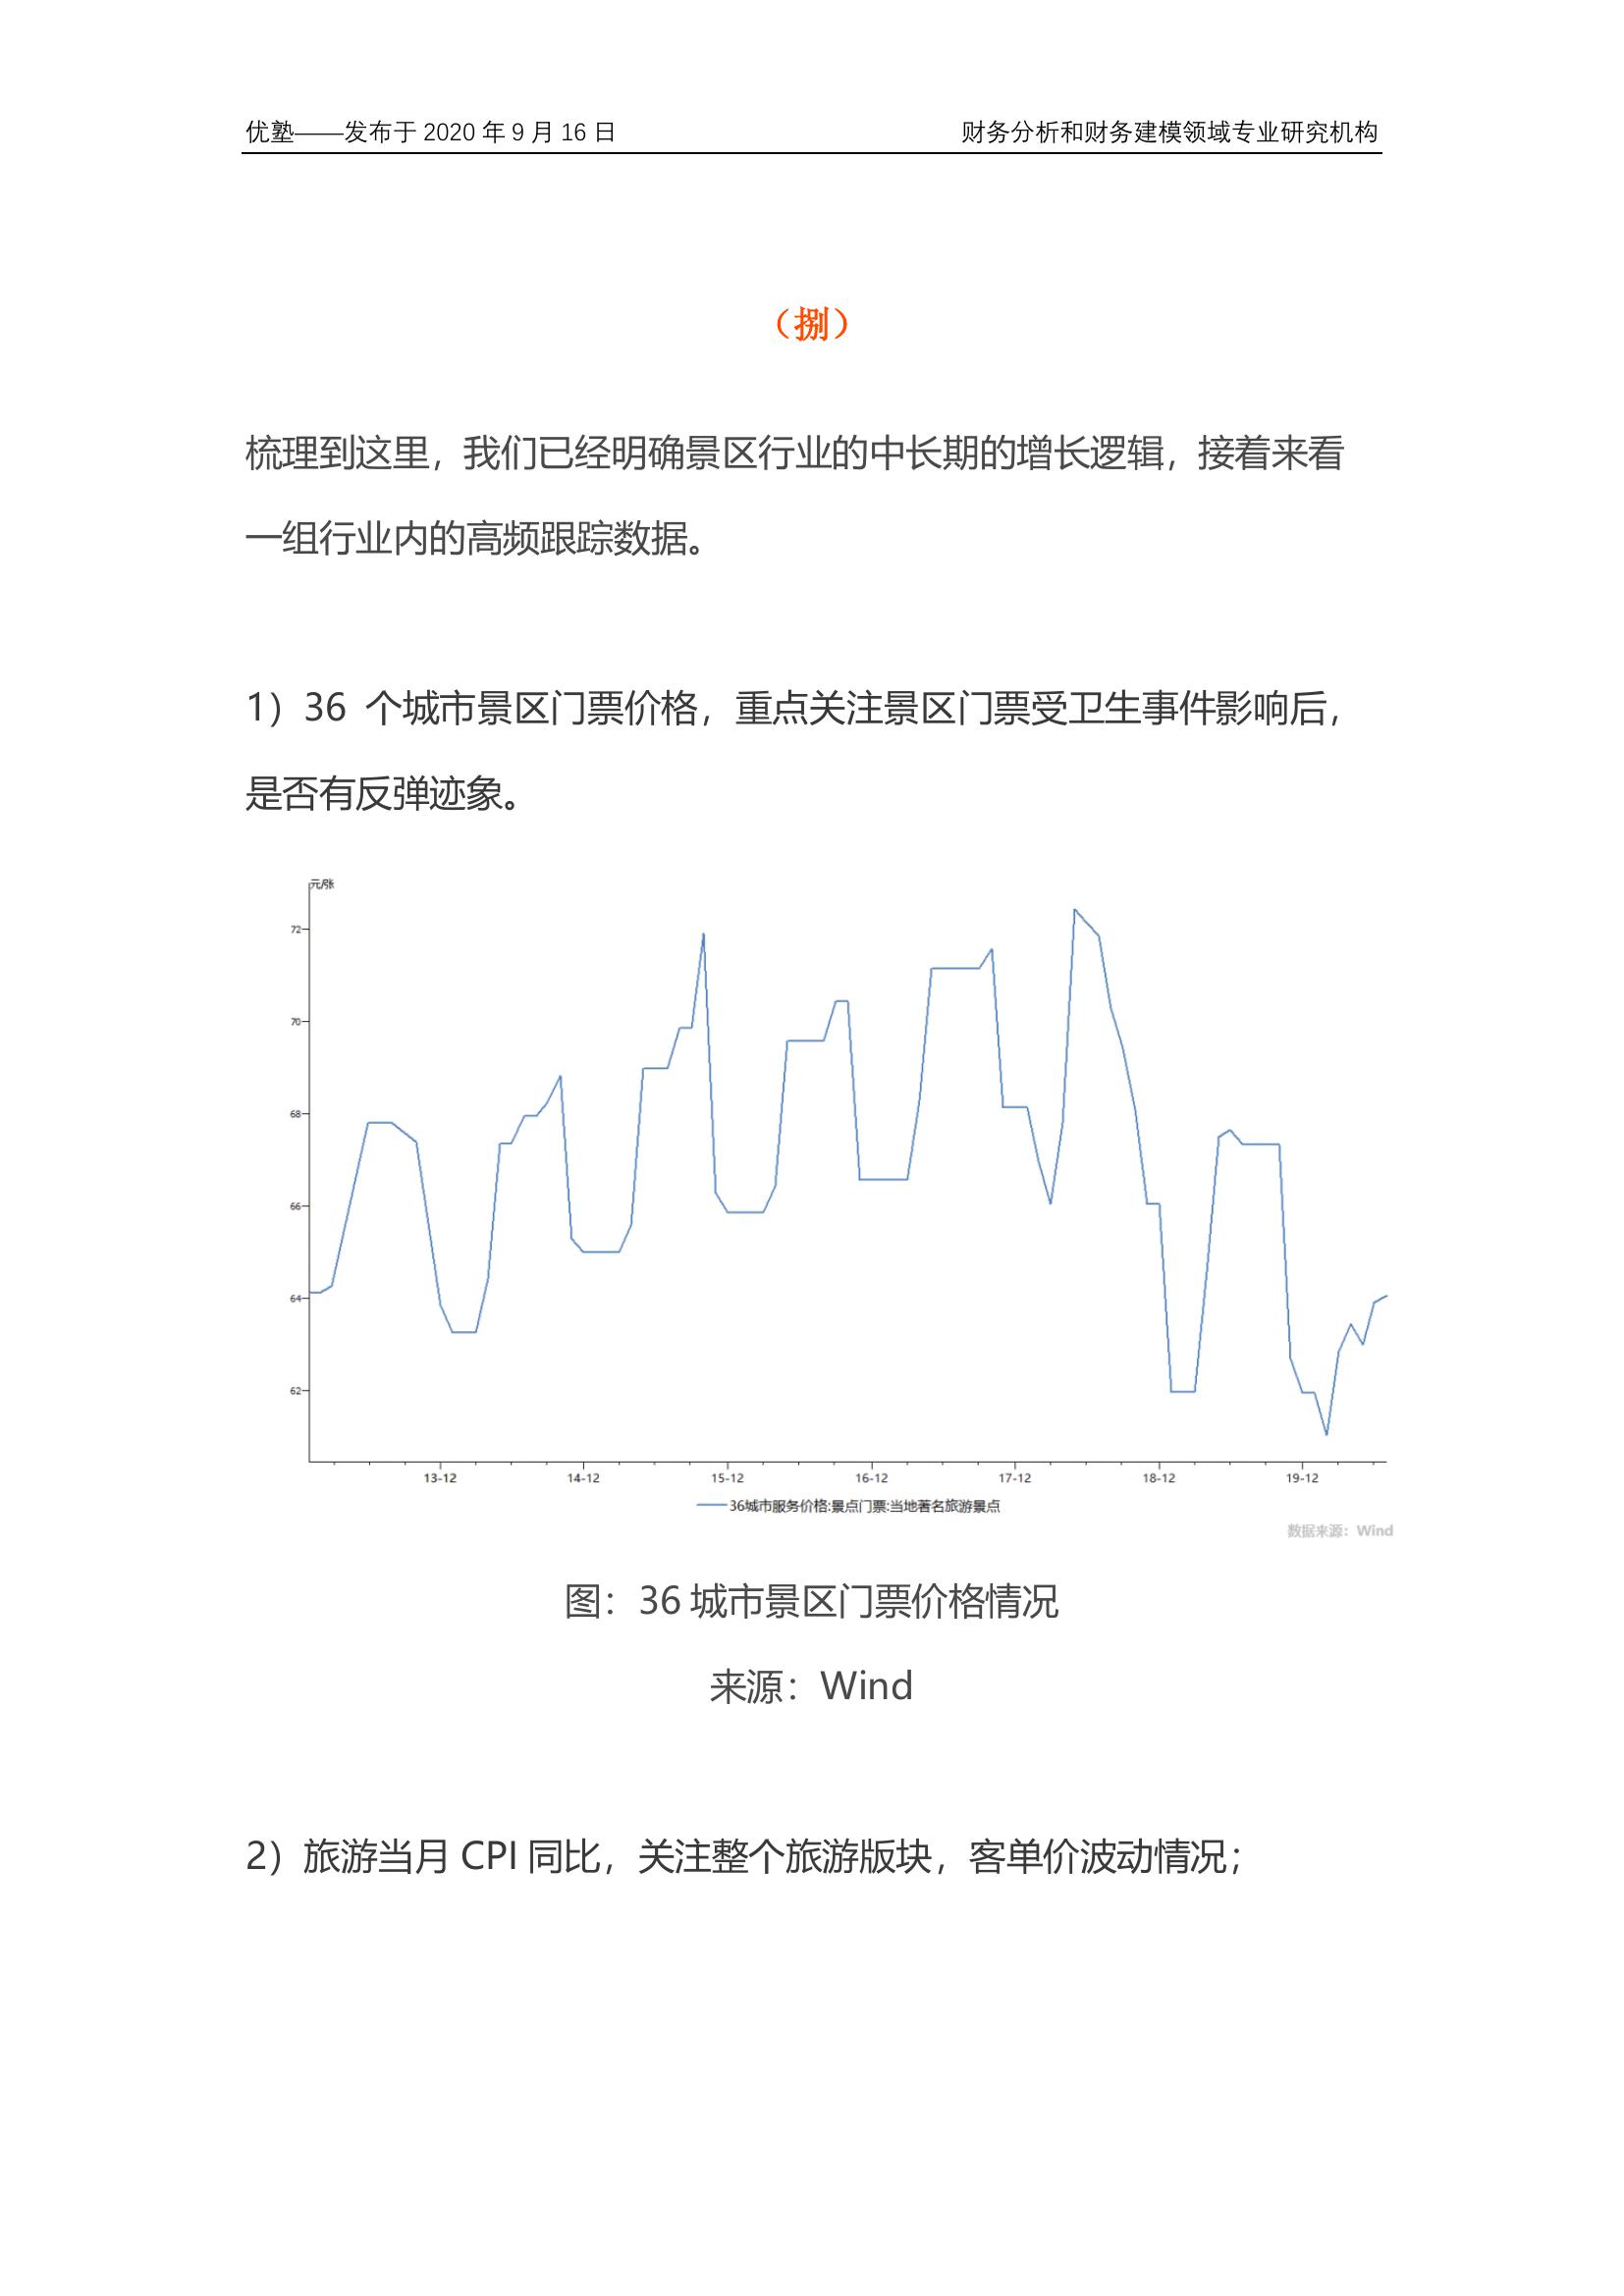 优塾——发布于 2020 年 9 月 16 日
财务分析和财务建模领域专业研究机构
（捌）
梳理到这里，我们已经明确景区行业的中长期的增长逻辑，接着来看
一组行业内的高频跟踪数据。
1）36 个城市景区门票价格，重点关注景区门票受卫生事件影响后，
是否有反弹迹象。
元/张
72
70
68
66
64
62
13-12 14-12 15-12 16-12 17-12 18-12 19-12
36城市服务价格:景点门票:当地著名旅游景点
数据来源：Wind
图：36 城市景区门票价格情况
来源：Wind
2）旅游当月 CPI 同比，关注整个旅游版块，客单价波动情况；